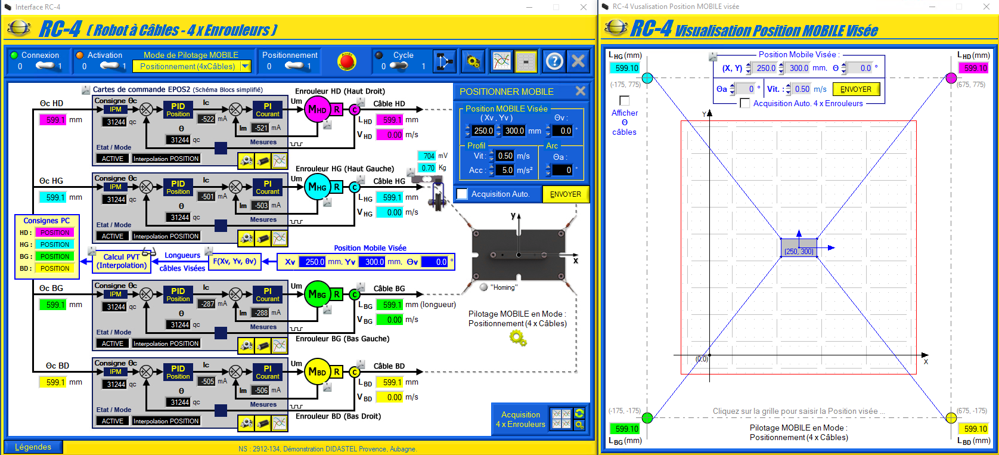 Interface RC-4
RC-4 ( Robot à Câbles - 4 x Enrouleurs )
Connexion
0 1
Activation
0 1
Mode de Pilotage MOBILE
Positionnement (4xCâbles)
Positionnement
0 1
Cycle
0 1
Cartes de commande EPOS2 (Schéma Blocs simplifié)
Enrouleur HD (Haut Droit)
Θc HD
599.1 mm
Consigne Θc
IPM
31244 qc
PID
Position
Ic
-522 mA
Θ
31244 qc
PI
Courant
Im -521 mA
Um
MHD R C
Mesures
Etat / Mode
ACTIVE Interpolation POSITION
Câble HD
LHD 599.1 mm
VHD 0.00 m/s
704 mV
0.70 Kg
Enrouleur HG (Haut Gauche)
Θc HG
599.1 mm
Consigne Θc
IPM
31244 qc
PID
Position
Ic
-501 mA
Θ
31244 qc
PI
Courant
Im -503 mA
Um
MHG R C
Mesures
Etat / Mode
ACTIVE Interpolation POSITION
Câble HG
LHG 599.1 mm
VHG 0.00 m/s
Consignes PC
HD : POSITION
HG : POSITION
BG : POSITION
BD : POSITION
Calcul PVT
(Interpolation)
Longueurs
câbles Visées
F(Xv, Yv, θv)
Position Mobile Visée
Xv 250.0 mm, Yv 300.0 mm, Θv 0.0 °
Θc BG
599.1 mm
Consigne Θc
IPM
31244 qc
PID
Position
Ic
-287 mA
Θ
31244 qc
PI
Courant
Im -288 mA
Um
MBG R C
Mesures
Etat / Mode
ACTIVE Interpolation POSITION
Câble BG
LBG 599.1 mm (longueur)
VBG 0.00 m/s
Enrouleur BG (Bas Gauche)
Θc BD
599.1 mm
Consigne Θc
IPM
31244 qc
PID
Position
Ic
-505 mA
Θ
31244 qc
PI
Courant
Im -506 mA
Um
MBD R C
Mesures
Etat / Mode
ACTIVE Interpolation POSITION
Câble BD
LBD 599.1 mm
VBD 0.00 m/s
Enrouleur BD (Bas Droit)
POSITIONNER MOBILE
Position MOBILE Visée
( Xv , Yv ) Θv :
250.0 300.0 mm 0.0 °
Profil
Vit : 0.50 m/s
Acc : 5.0 m/s²
Arc
Θa :
0 °
Acquisition Auto. ENVOYER
y
x
"Homing"
Pilotage MOBILE en Mode :
Positionnement (4 x Câbles)
Acquisition
4 x Enrouleurs
Légendes
NS : 2912-134, Démonstration DIDASTEL Provence, Aubagne.
RC-4 Vusalisation Position MOBILE visée
RC-4 Visualisation Position MOBILE Visée
LHG (mm)
599.10
(-175, 775)
Position Mobile Visée :
(X, Y) 250.0 300.0 mm, Θ 0.0 °
Θa 0 ° Vit. : 0.50 m/s ENVOYER
Acquisition Auto. 4 x Enrouleurs
LHD (mm)
599.10
(675, 775)
Afficher
Θ
câbles
Y
(250, 300)
(0,0)
X
(-175, -175)
599.10
LBG (mm)
Cliquez sur la grille pour saisir la Position visée ...
Pilotage MOBILE en Mode :
Positionnement (4 x Câbles)
(675, -175)
599.10
LBD (mm)